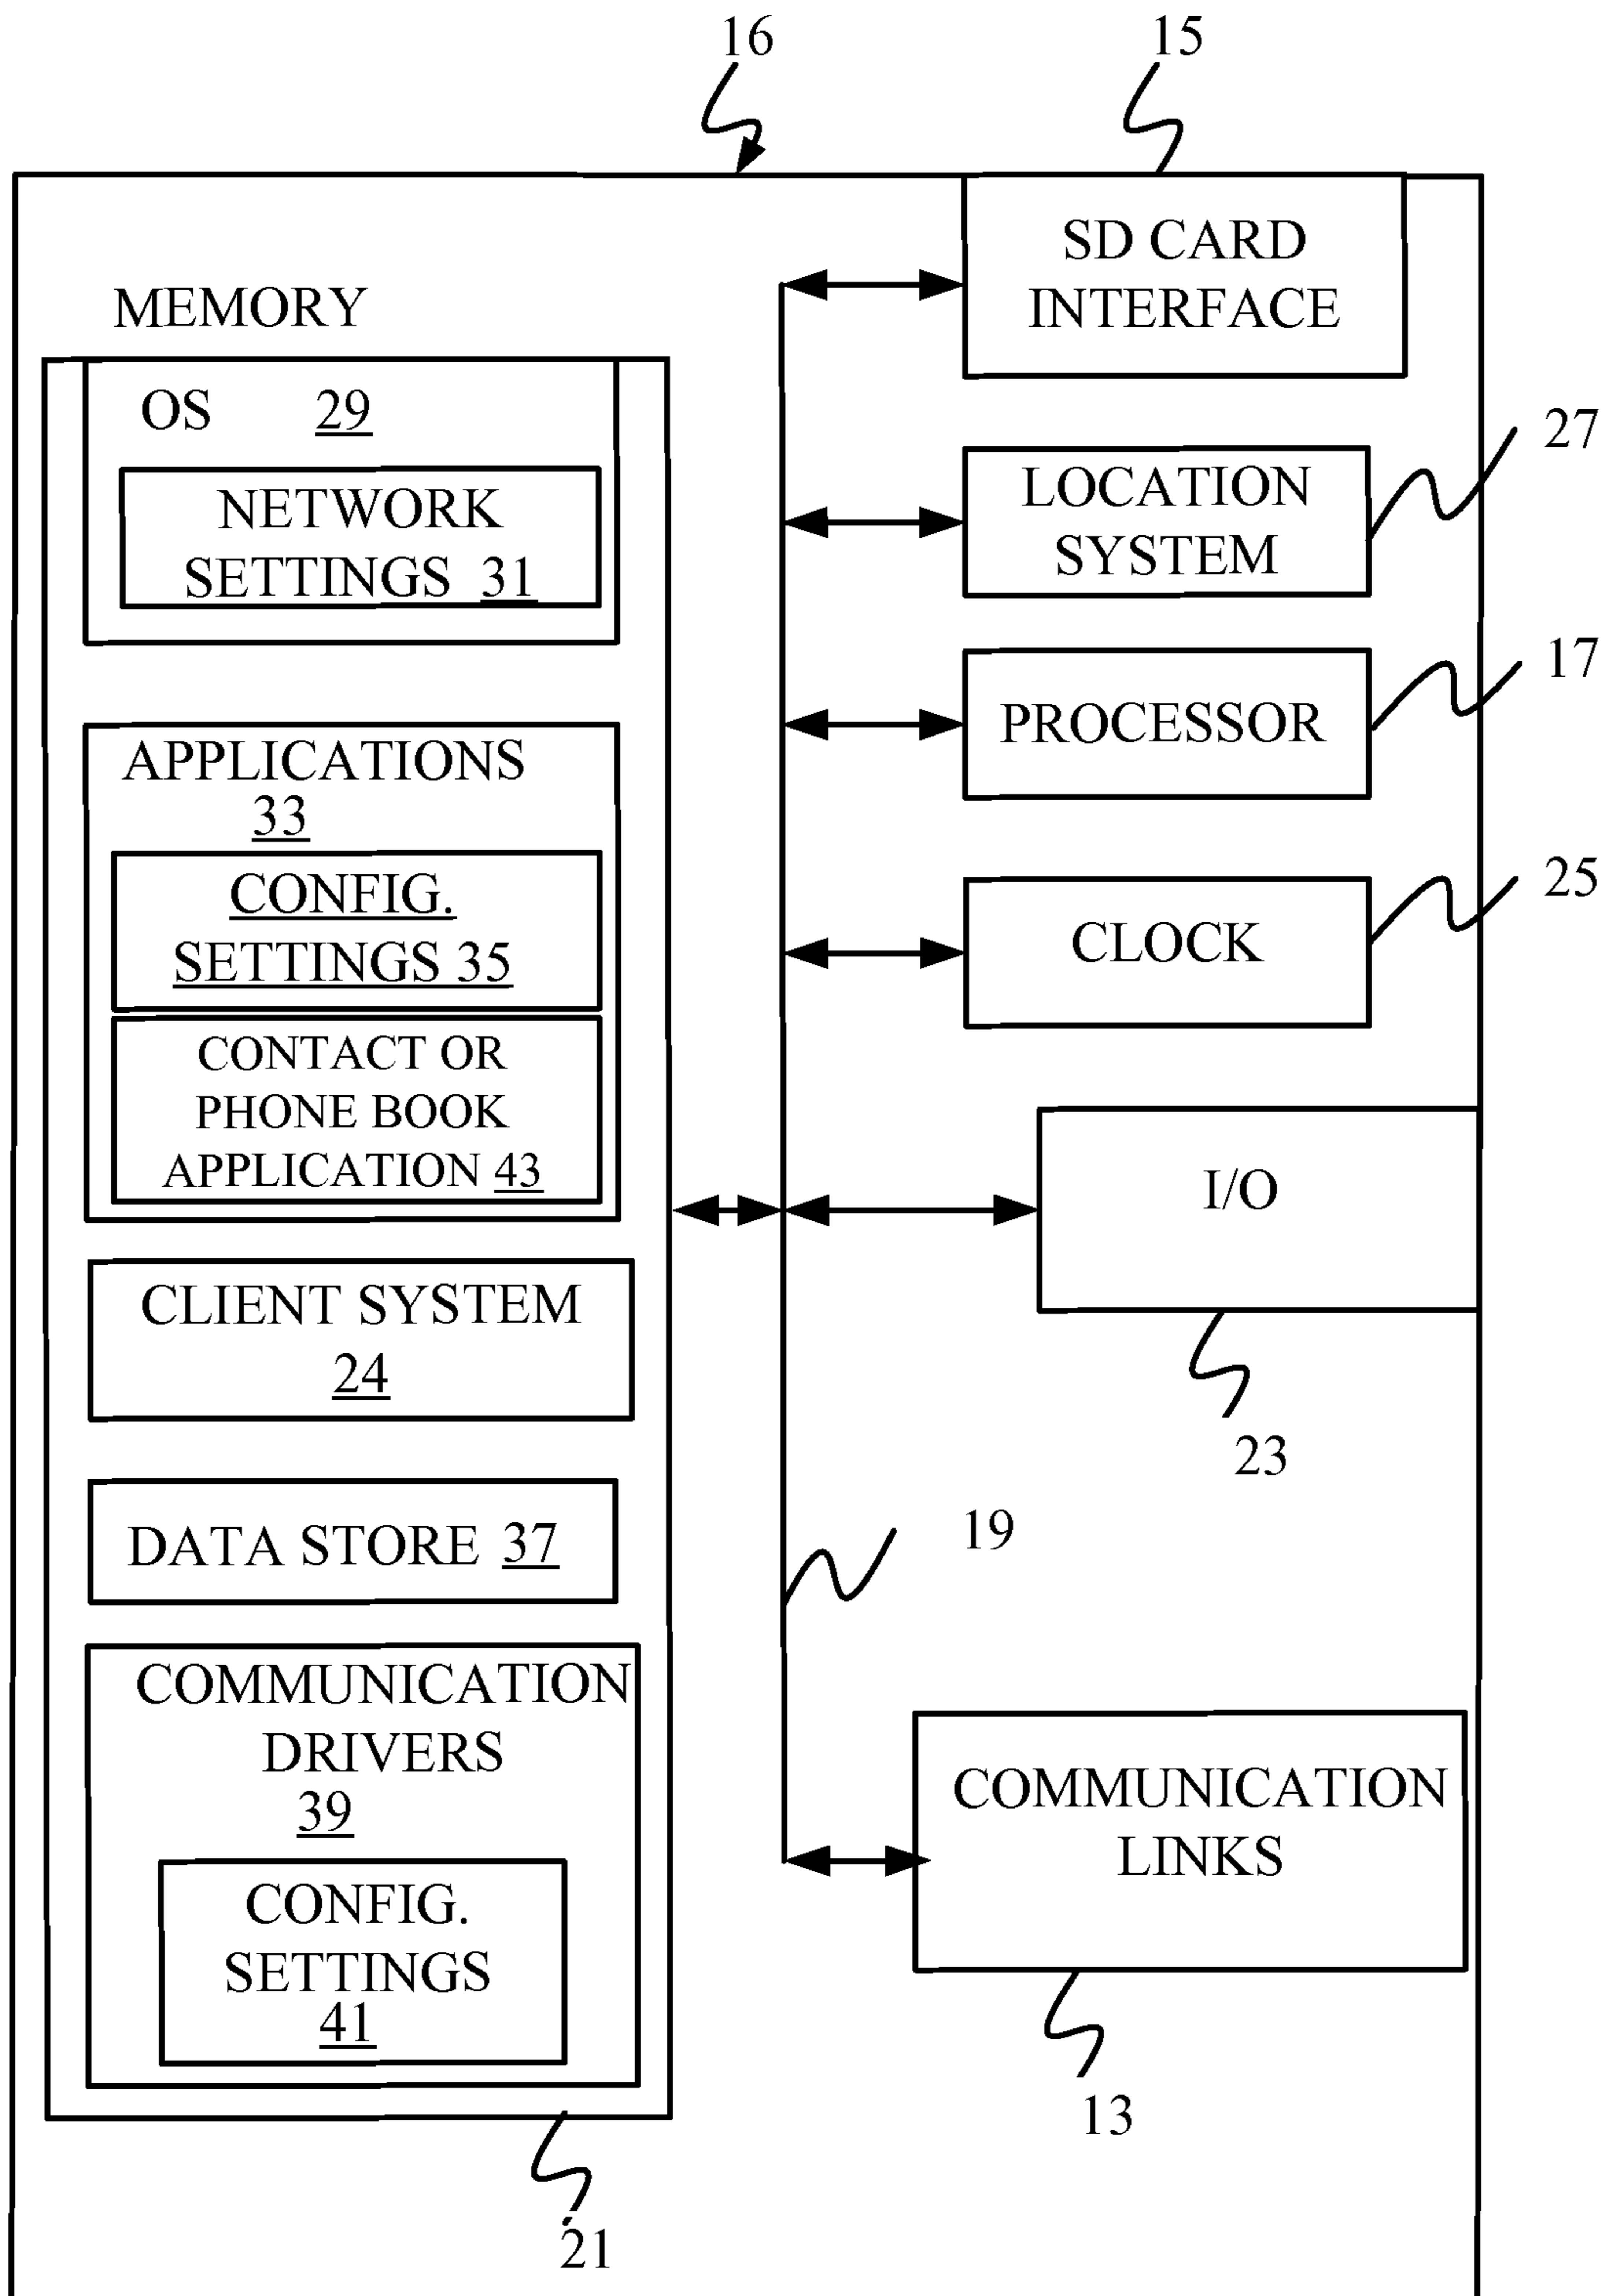 16
15
SD CARD
INTERFACE
MEMORY
OS 29
NETWORK
SETTINGS 31
LOCATION
SYSTEM
27
PROCESSOR
17
APPLICATIONS
33
CONFIG.
SETTINGS 35
CONTACT OR
PHONE BOOK
APPLICATION 43
CLOCK
25
I/O
23
CLIENT SYSTEM
24
DATA STORE 37
19
COMMUNICATION
DRIVERS
39
CONFIG.
SETTINGS
41
COMMUNICATION
LINKS
13
21